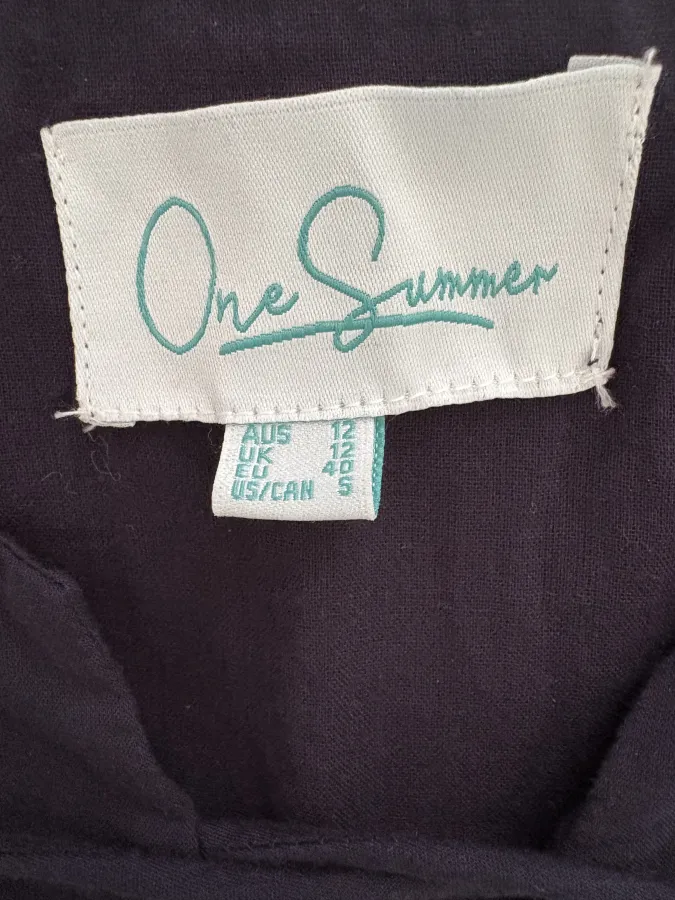 One Summer
AUS 12
UK 12
EU 40
US/CAN S